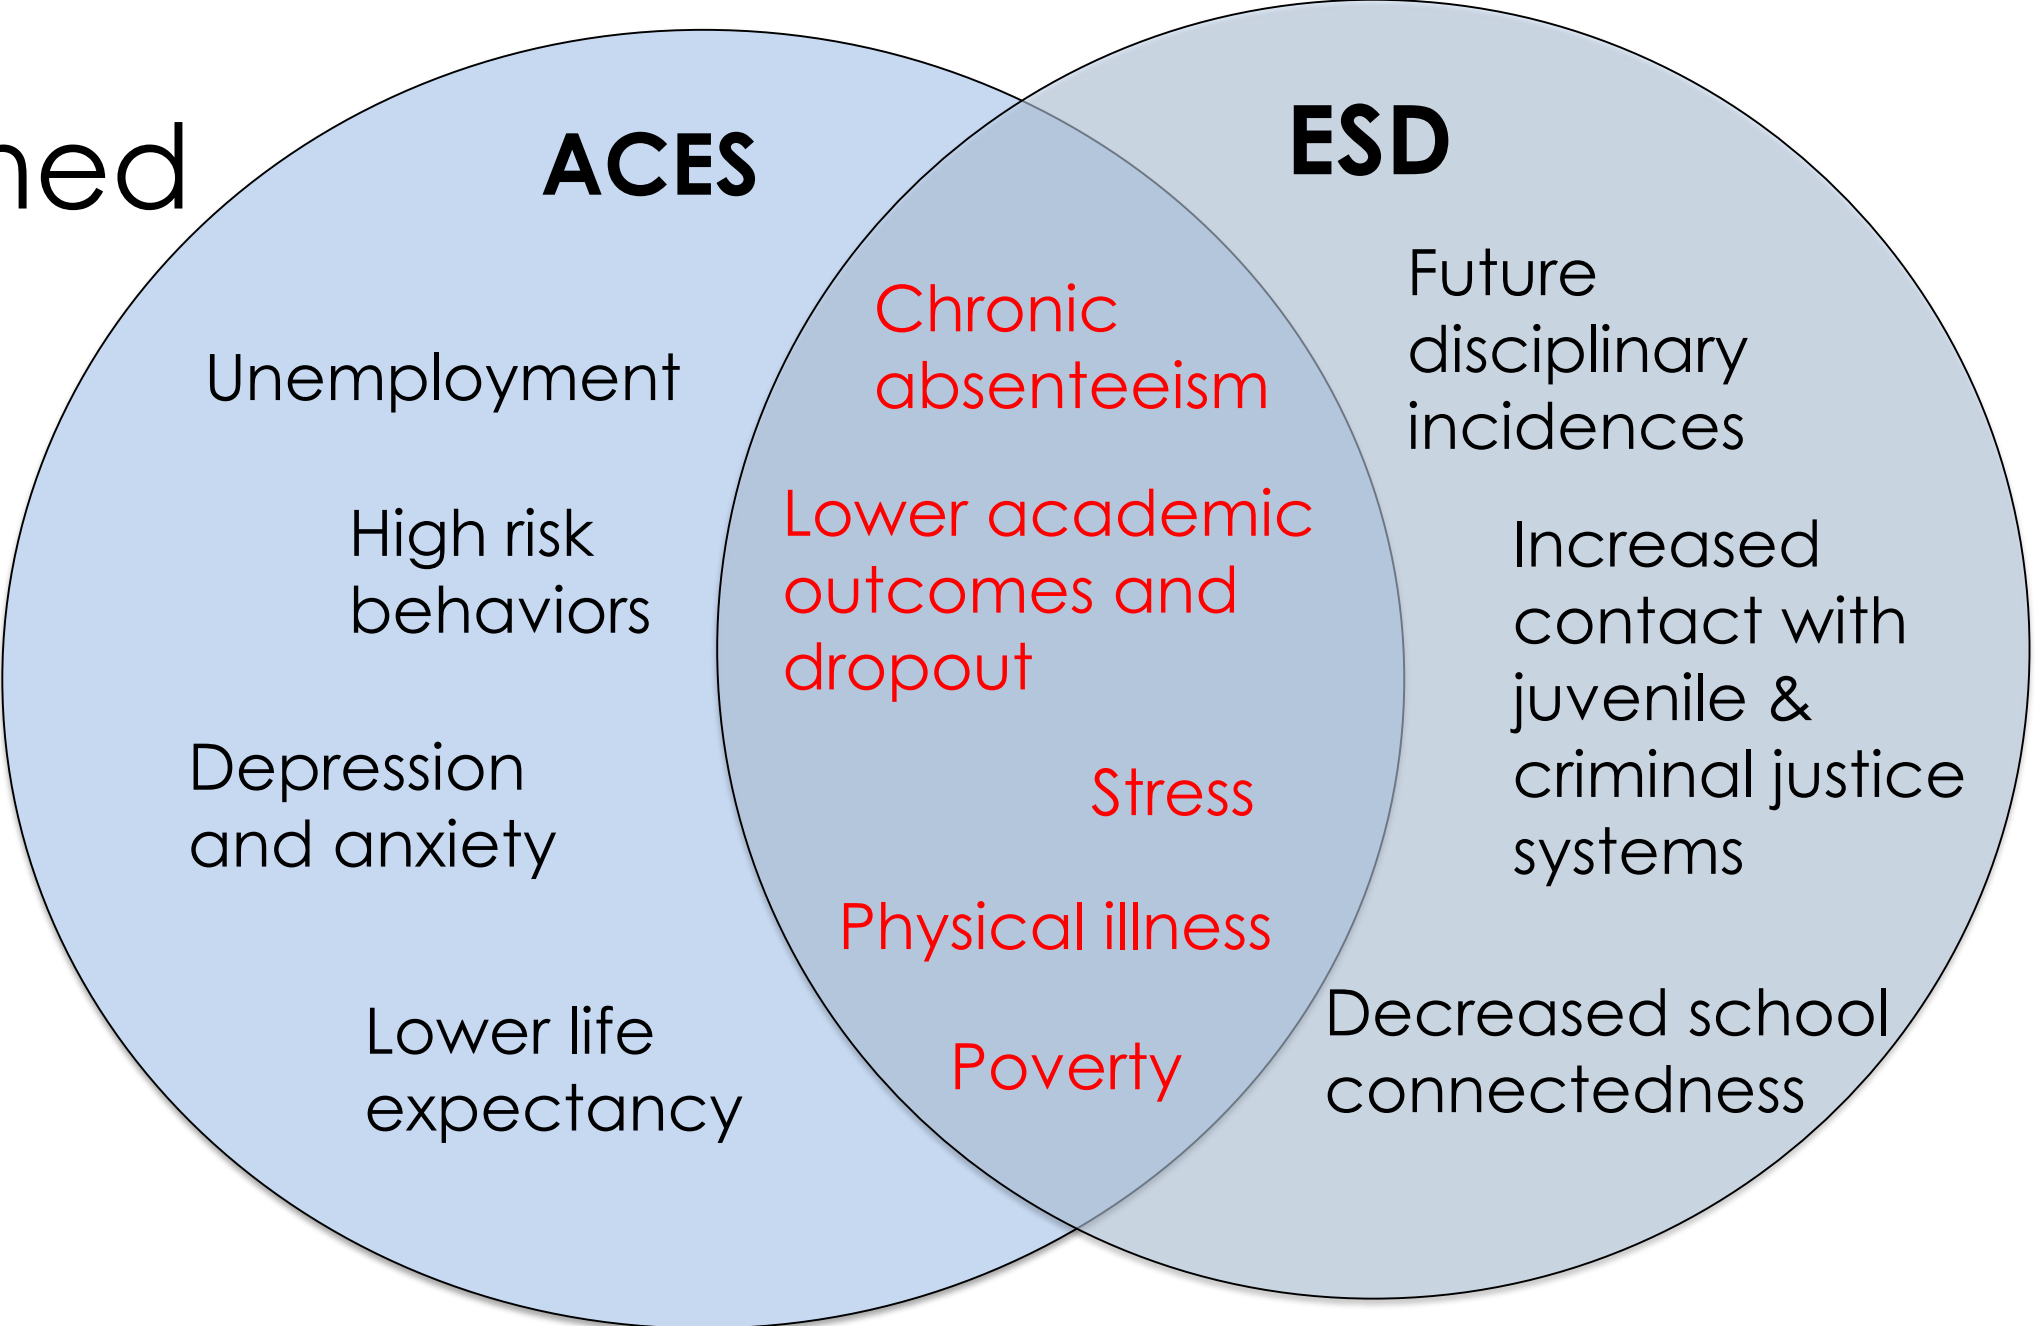 ned
ACES
Unemployment
High risk
behaviors
Depression
and anxiety
Lower life
expectancy
Chronic
absenteeism
Lower academic
outcomes and
dropout
Stress
Physical illness
Poverty
ESD
Future
disciplinary
incidences
Increased
contact with
juvenile &
criminal justice
systems
Decreased school
connectedness